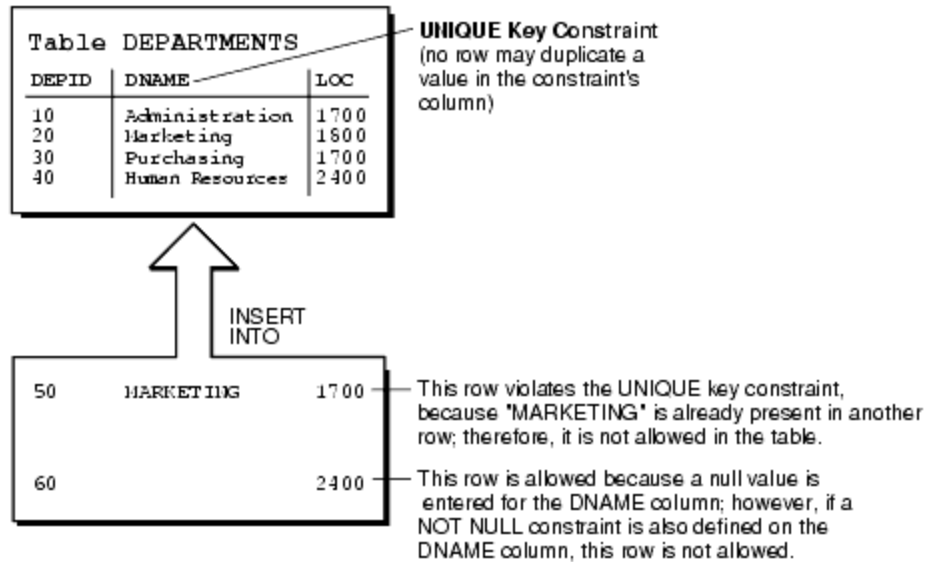 Table DEPARTMENTS
UNIQUE Key Constraint
(no row may duplicate a
value in the constraint's
column)
DEPID DNAME LOC
10 Administration 1700
20 Marketing 1800
30 Purchasing 1700
40 Human Resources 2400
INSERT
INTO
50 MARKETING 1700
This row violates the UNIQUE key constraint,
because "MARKETING" is already present in another
row; therefore, it is not allowed in the table.
60 2400
This row is allowed because a null value is
entered for the DNAME column; however, if a
NOT NULL constraint is also defined on the
DNAME column, this row is not allowed.